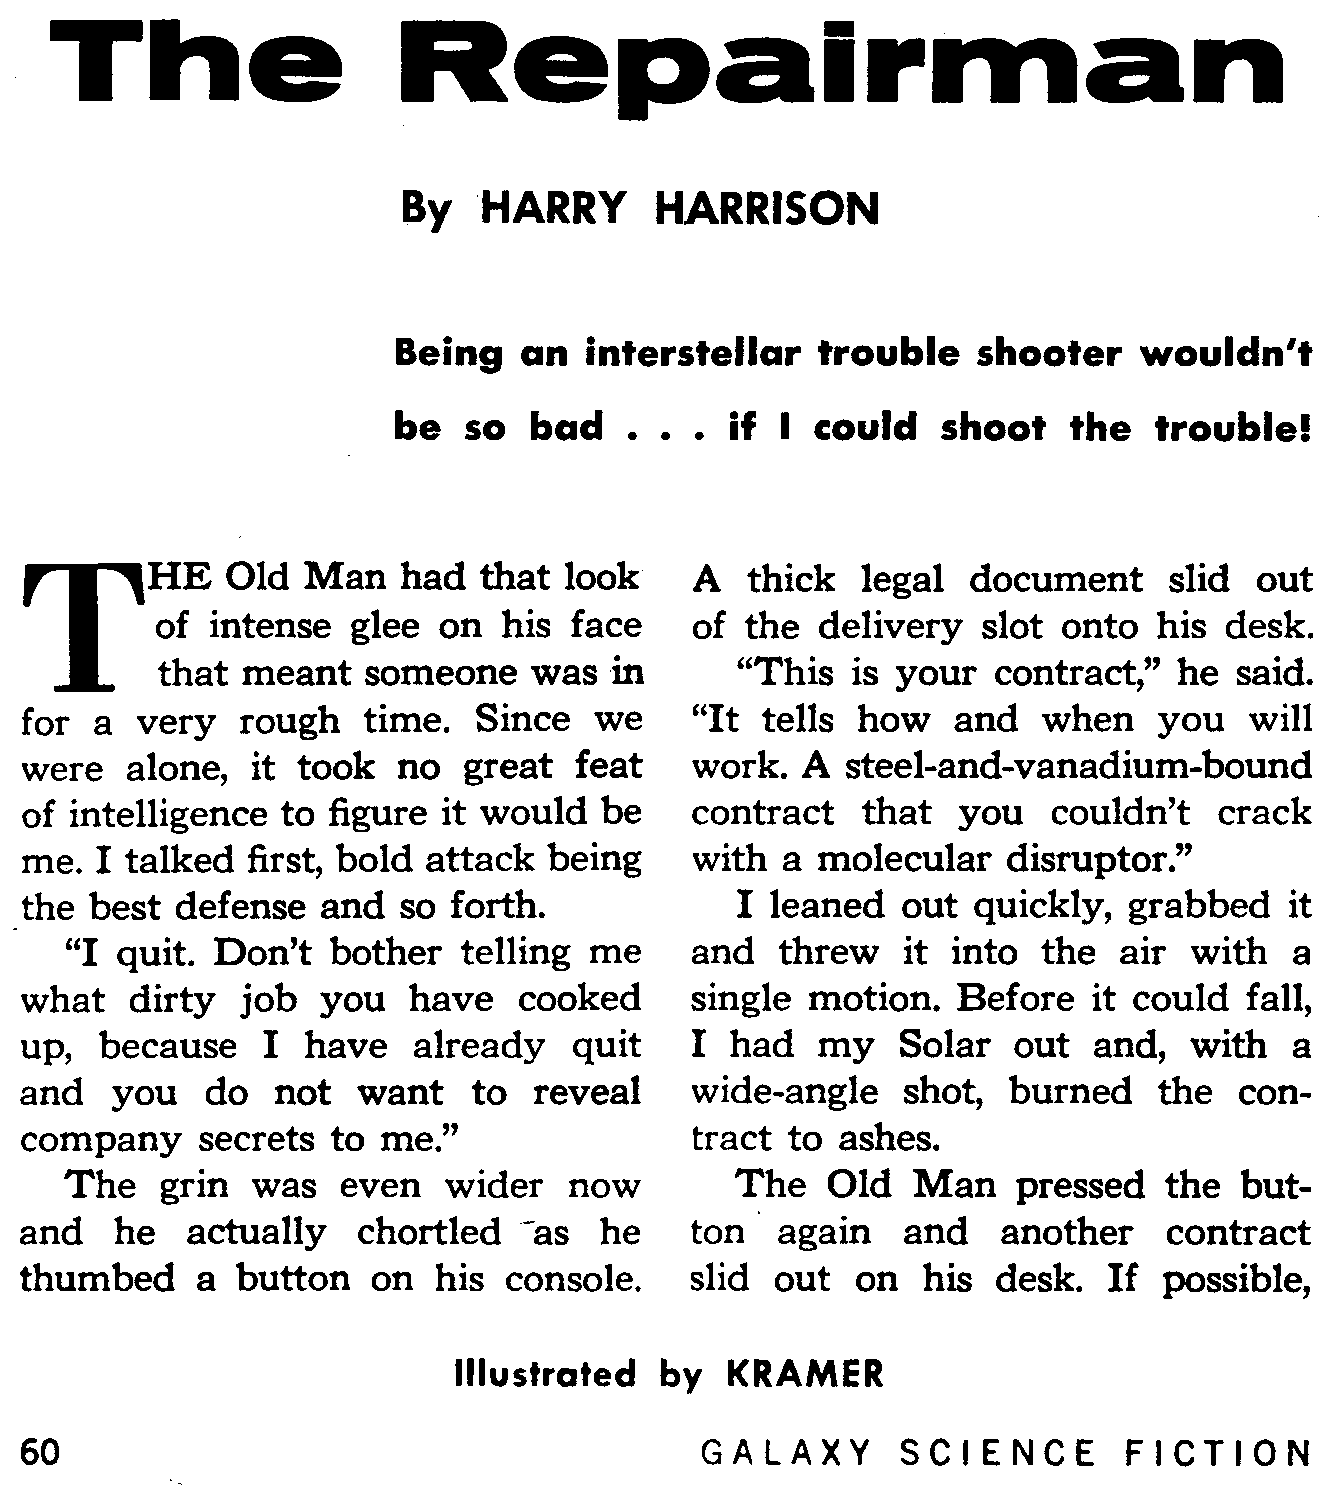 The Repairman
By HARRY HARRISON
Being an interstellar trouble shooter wouldn't
be so bad . . . if I could shoot the trouble!
THE Old Man had that look
of intense glee on his face
that meant someone was in
for a very rough time. Since we
were alone, it took no great feat
of intelligence to figure it would be
me. I talked first, bold attack being
the best defense and so forth.
“I quit. Don’t bother telling me
what dirty job you have cooked
up, because I have already quit
and you do not want to reveal
company secrets to me.”
The grin was even wider now
and he actually chortled as he
thumbed a button on his console.
A thick legal document slid out
of the delivery slot onto his desk.
“This is your contract,” he said.
“It tells how and when you will
work. A steel-and-vanadium-bound
contract that you couldn’t crack
with a molecular disruptor.”
I leaned out quickly, grabbed it
and threw it into the air with a
single motion. Before it could fall,
I had my Solar out and, with a
wide-angle shot, burned the con-
tract to ashes.
The Old Man pressed the but-
ton again and another contract
slid out on his desk. If possible,
Illustrated by KRAMER
60
GALAXY SCIENCE FICTION